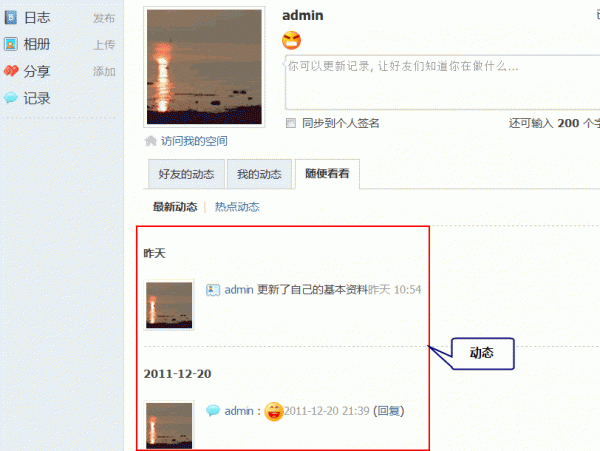 日志 发布
相册 上传
分享 添加
记录
admin
你可以更新记录, 让好友们知道你在做什么...
同步到个人签名 还可输入 200 个字
访问我的空间
好友的动态 我的动态 随便看看
最新动态 | 热点动态
昨天
admin 更新了自己的基本资料昨天 10:54
动态
2011-12-20
admin : 2011-12-20 21:39 (回复)